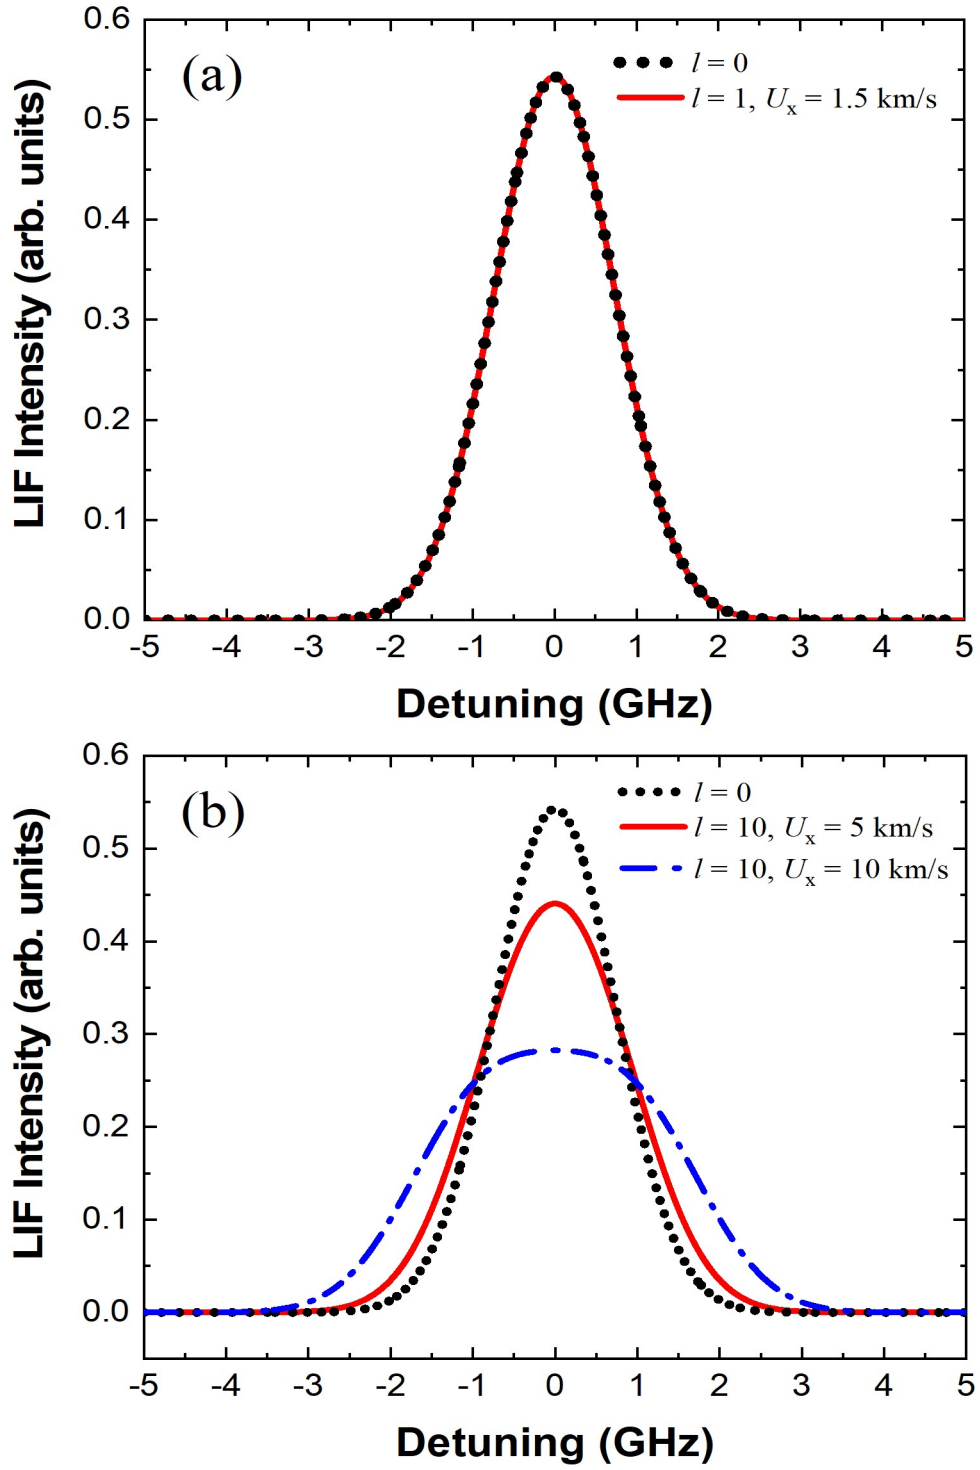 (a)
l = 0
l = 1, Ux = 1.5 km/s
LIF Intensity (arb. units)
0.6
0.5
0.4
0.3
0.2
0.1
0.0
-5 -4 -3 -2 -1 0 1 2 3 4 5
Detuning (GHz)
(b)
l = 0
l = 10, Ux = 5 km/s
l = 10, Ux = 10 km/s
LIF Intensity (arb. units)
0.6
0.5
0.4
0.3
0.2
0.1
0.0
-5 -4 -3 -2 -1 0 1 2 3 4 5
Detuning (GHz)